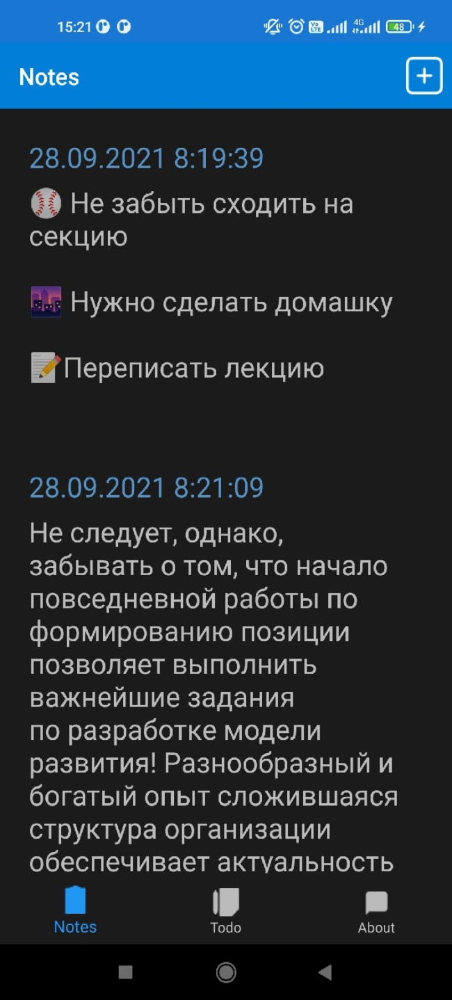 15:21 Vo LTE 4G 48
Notes
28.09.2021 8:19:39
⚾ Не забыть сходить на
секцию
🌆 Нужно сделать домашку
📝Переписать лекцию
28.09.2021 8:21:09
Не следует, однако,
забывать о том, что начало
повседневной работы по
формированию позиции
позволяет выполнить
важнейшие задания
по разработке модели
развития! Разнообразный и
богатый опыт сложившаяся
структура организации
обеспечивает актуальность
Notes Todo About